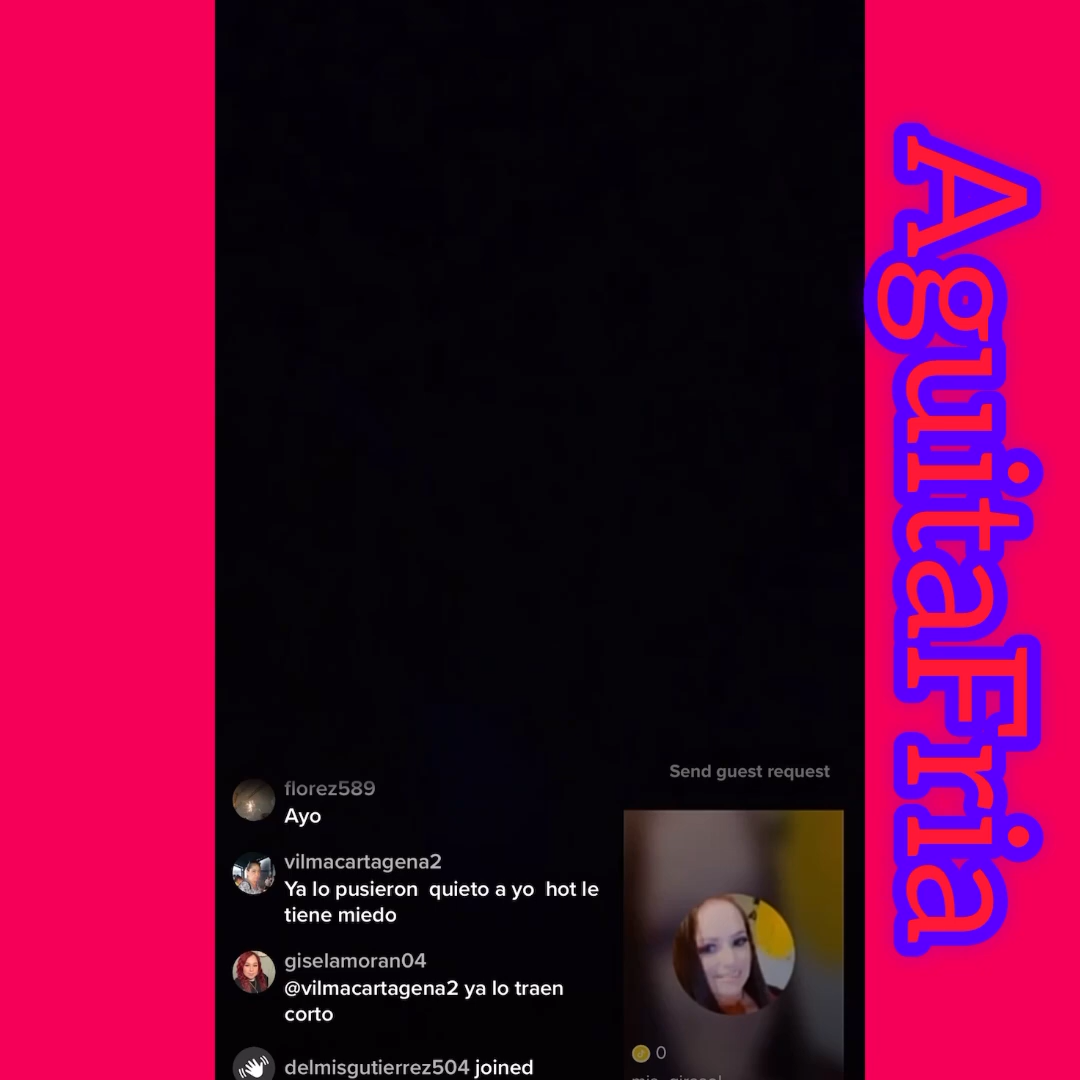 AguitaFria
Send guest request
florez589
Ayo
vilmacartagena2
Ya lo pusieron quieto a yo hot le
tiene miedo
giselamoran04
@vilmacartagena2 ya lo traen
corto
delmisgutierrez504 joined
0